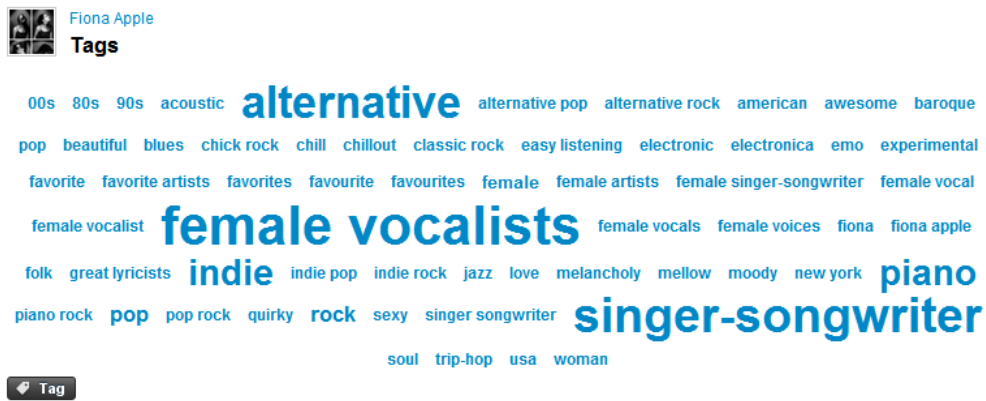 Fiona Apple
Tags
00s 80s 90s acoustic alternative alternative pop alternative rock american awesome baroque
pop beautiful blues chick rock chill chillout classic rock easy listening electronic electronica emo experimental
favorite favorite artists favorites favourite favourites female female artists female singer-songwriter female vocal
female vocalist female vocalists female vocals female voices fiona fiona apple
folk great lyricists indie indie pop indie rock jazz love melancholy mellow moody new york piano
piano rock pop pop rock quirky rock sexy singer songwriter singer-songwriter
soul trip-hop usa woman
Tag